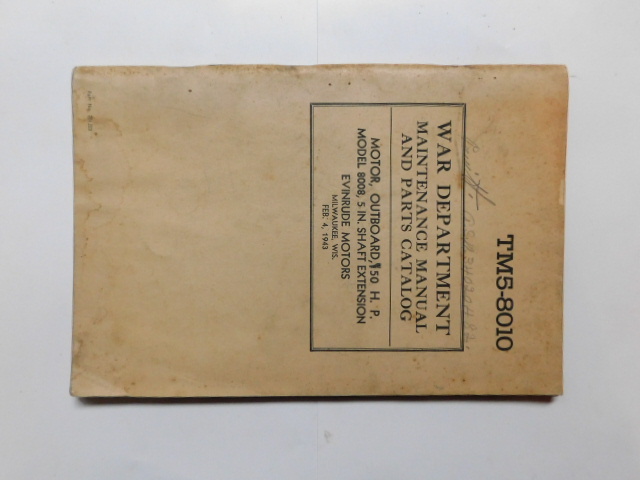 TM5-8010
WAR DEPARTMENT
MAINTENANCE MANUAL
AND PARTS CATALOG
MOTOR, OUTBOARD, 50 H. P.
MODEL 8008, 5 IN. SHAFT EXTENSION
EVINRUDE MOTORS
MILWAUKEE, WIS.
FEB. 4, 1943